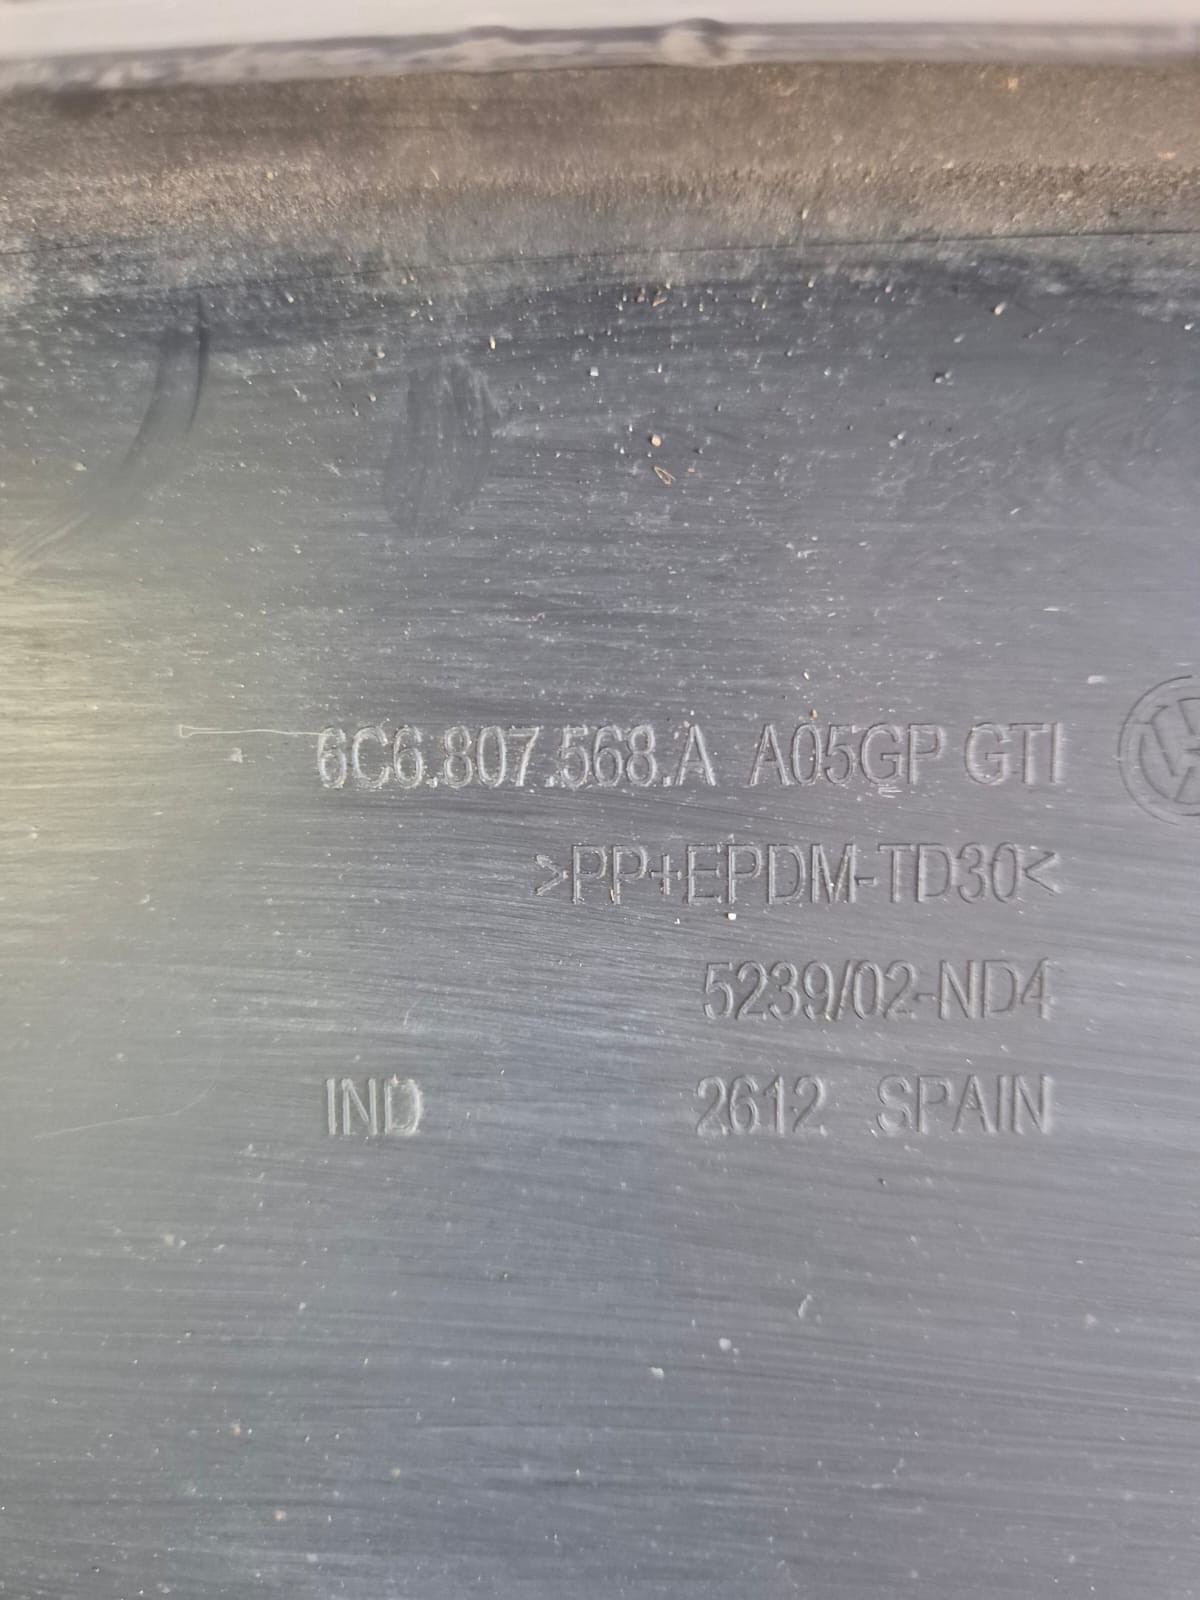 6C6.807.568.A A05GP GTI
>PP+EPDM-TD30<
5239/02-ND4
IND 2612 SPAIN